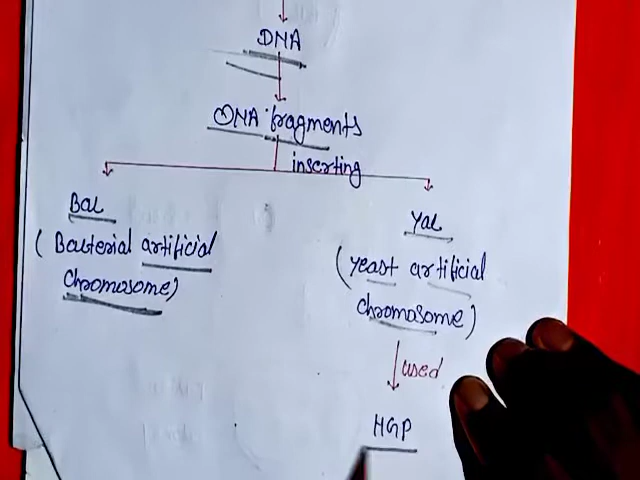 DNA
DNA fragments
inserting
BaC
(Bacterial artificial
Chromosome)
YaC
(yeast artificial
chromosome)
used
HGP